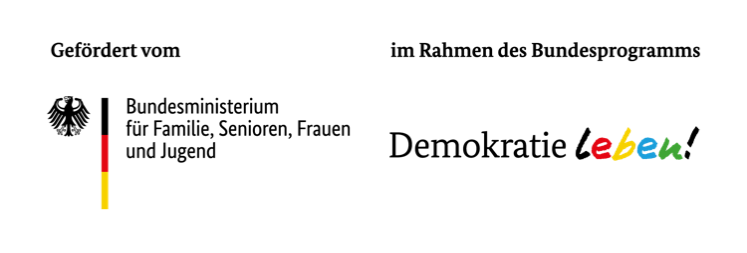 Gefördert vom
im Rahmen des Bundesprogramms
Bundesministerium
für Familie, Senioren, Frauen
und Jugend
Demokratie leben!